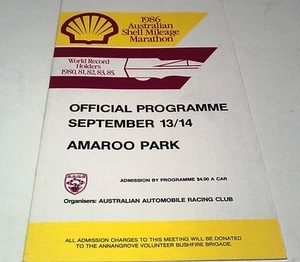 1986
Australian
Shell Mileage
Marathon
World Record
Holders
1980, 81, 82, 83, 85.
OFFICIAL PROGRAMME
SEPTEMBER 13/14
AMAROO PARK
ADMISSION BY PROGRAMME $4.00 A CAR
Organisers: AUSTRALIAN AUTOMOBILE RACING CLUB
ALL ADMISSION CHARGES TO THIS MEETING WILL BE DONATED
TO THE ANNANGROVE VOLUNTEER BUSHFIRE BRIGADE.